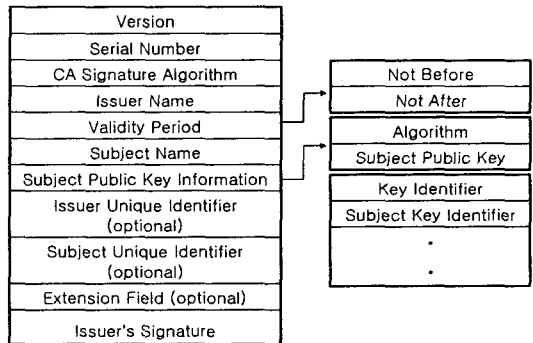 Version
Serial Number
CA Signature Algorithm
Issuer Name
Validity Period
Subject Name
Subject Public Key Information
Issuer Unique Identifier
(optional)
Subject Unique Identifier
(optional)
Extension Field (optional)
Issuer's Signature
Not Before
Not After
Algorithm
Subject Public Key
Key Identifier
Subject Key Identifier
.
.